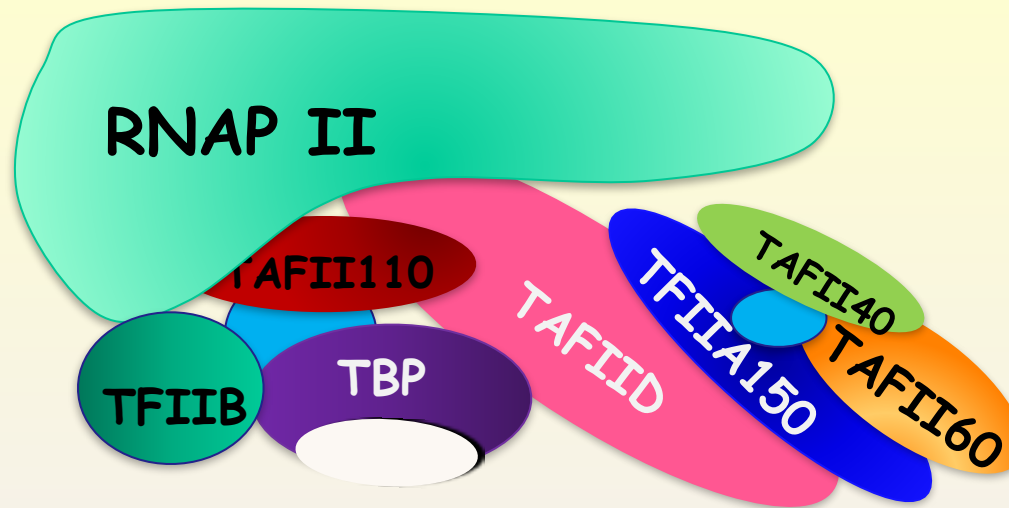 RNAP II
TAFII110
TAFII40
TFIIA150
TAFIID
TAFII60
TBP
TFIIB